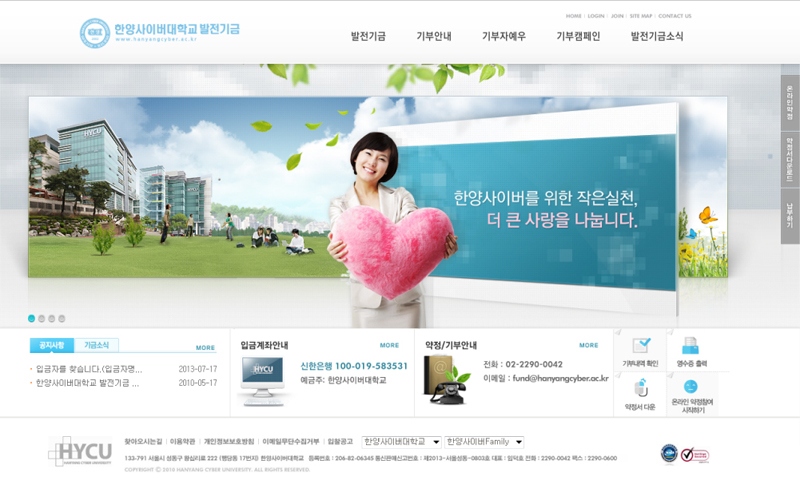 HOME | LOGIN | JOIN | SITE MAP | CONTACT US
한양사이버대학교 발전기금
www.hanyangcyber.ac.kr
발전기금 기부안내 기부자예우 기부캠페인 발전기금소식
온라인약정
약정서다운로드
납부하기
HYCU
한양사이버를 위한 작은실천,
더 큰 사랑을 나눕니다.
공지사항 기금소식 MORE
입금자를 찾습니다.(입금자명... 2013-07-17
한양사이버대학교 발전기금 ... 2010-05-17
입금계좌안내 MORE
HYCU
신한은행 100-019-583531
예금주: 한양사이버대학교
약정/기부안내 MORE
전화 : 02-2290-0042
이메일 : fund@hanyangcyber.ac.kr
기부내역 확인
영수증 출력
약정서 다운
온라인 약정참여
시작하기
HYCU
HANYANG CYBER UNIVERSITY
찾아오시는길 | 이용약관 | 개인정보보호방침 | 이메일무단수집거부 | 입찰공고
한양사이버대학교 한양사이버Family
133-791 서울시 성동구 왕십리로 222 (행당동 17번지) 한양사이버대학교 등록번호 : 206-82-06345 통신판매신고번호 : 제2013-서울성동-0803호 대표 : 임덕호 전화 : 2290-0042 팩스 : 2290-0600
COPYRIGHT ⓒ 2010 HANYANG CYBER UNIVERSITY. ALL RIGHTS RESERVED.